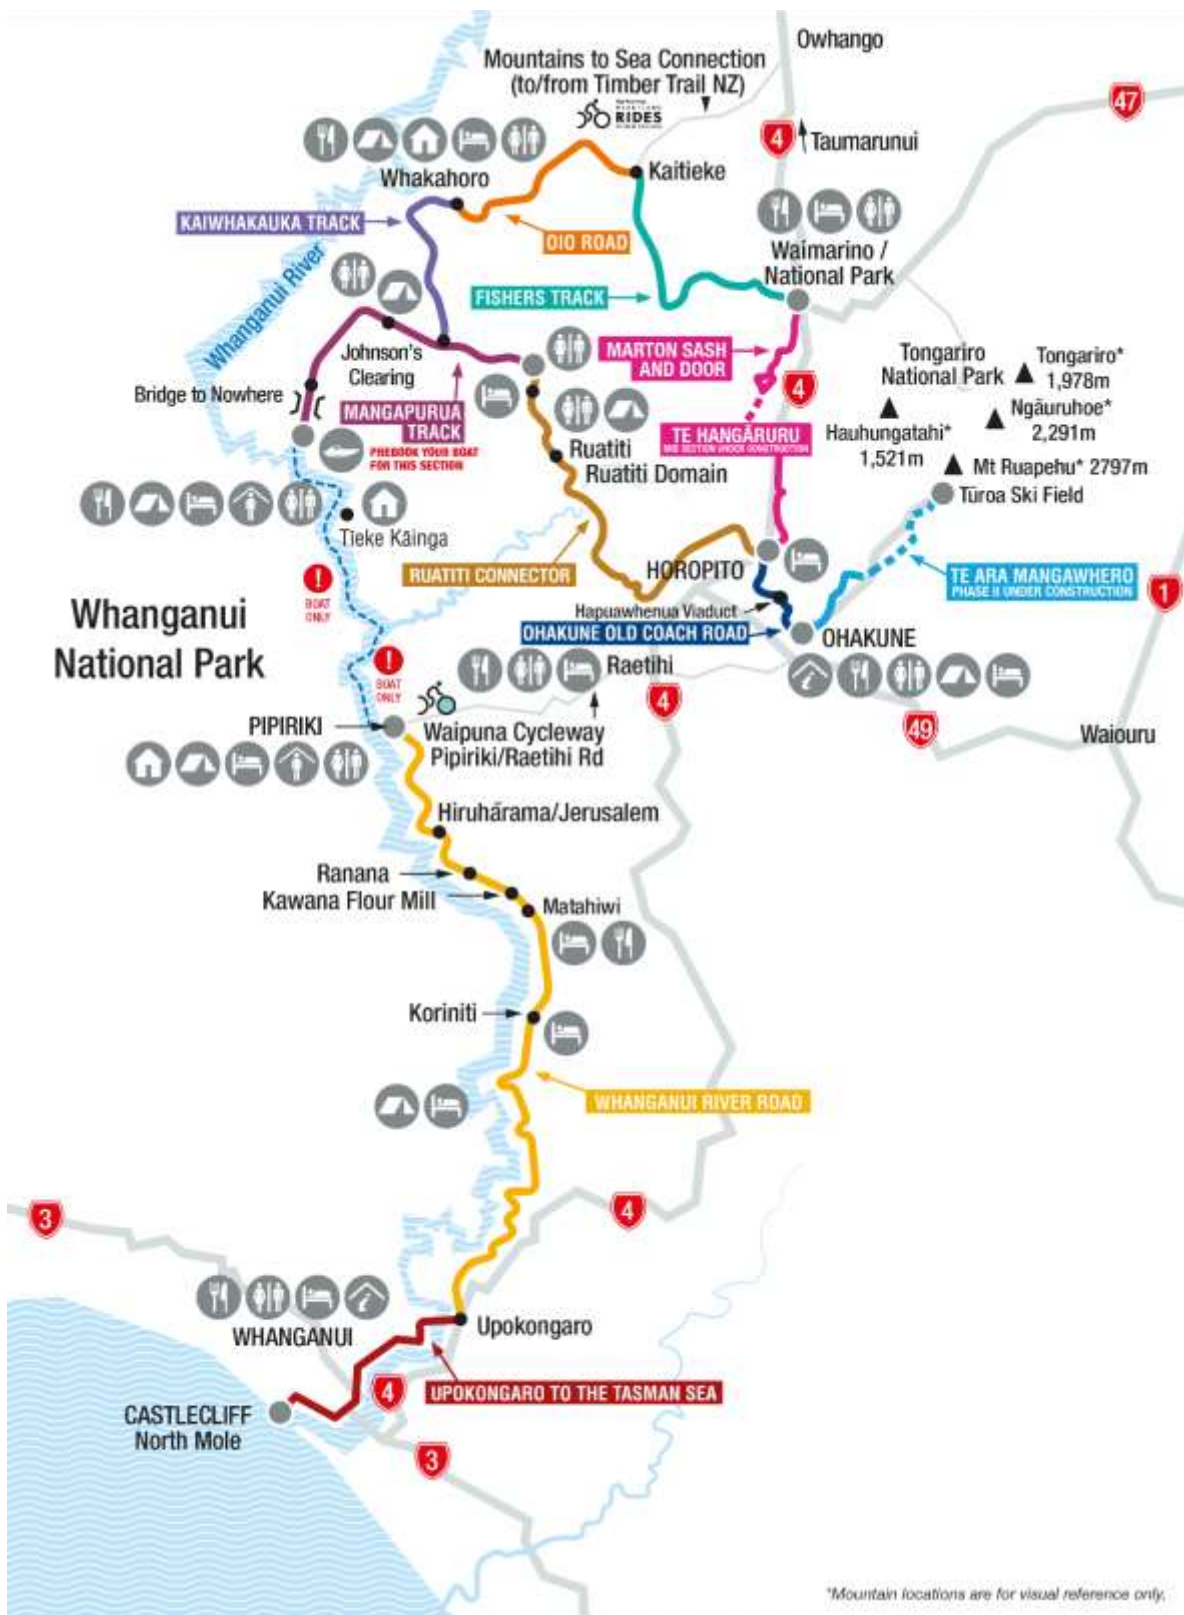 Owhango
Mountains to Sea Connection
(to/from Timber Trail NZ)
RIDES
47
4
Taumarunui
Kaitieke
Whakahoro
KAIWHAKAUKA TRACK
OIO ROAD
Waimarino /
National Park
Whanganui River
FISHERS TRACK
MARTON SASH
AND DOOR
Johnson's
Clearing
Bridge to Nowhere
MANGAPURUA
TRACK
PREBOOK YOUR BOAT
FOR THIS SECTION
4
Tongariro
National Park
Tongariro*
1,978m
Ngāuruhoe*
2,291m
Hauhungatahi*
1,521m
Mt Ruapehu* 2797m
Tūroa Ski Field
TE HANGĀRURU
MID SECTION UNDER CONSTRUCTION
Ruatiti
Ruatiti Domain
Tieke Kāinga
!
BOAT
ONLY
RUATITI CONNECTOR
HOROPITO
TE ARA MANGAWHERO
PHASE II UNDER CONSTRUCTION
1
Hapuawhenua Viaduct
OHAKUNE OLD COACH ROAD
OHAKUNE
Whanganui
National Park
!
BOAT
ONLY
Raetihi
4
49
Waiouru
PIPIRIKI
Waipuna Cycleway
Pipiriki/Raetihi Rd
Hiruhārama/Jerusalem
Ranana
Kawana Flour Mill
Matahiwi
Koriniti
WHANGANUI RIVER ROAD
3
4
WHANGANUI
Upokongaro
4
UPOKONGARO TO THE TASMAN SEA
CASTLECLIFF
North Mole
3
*Mountain locations are for visual reference only.